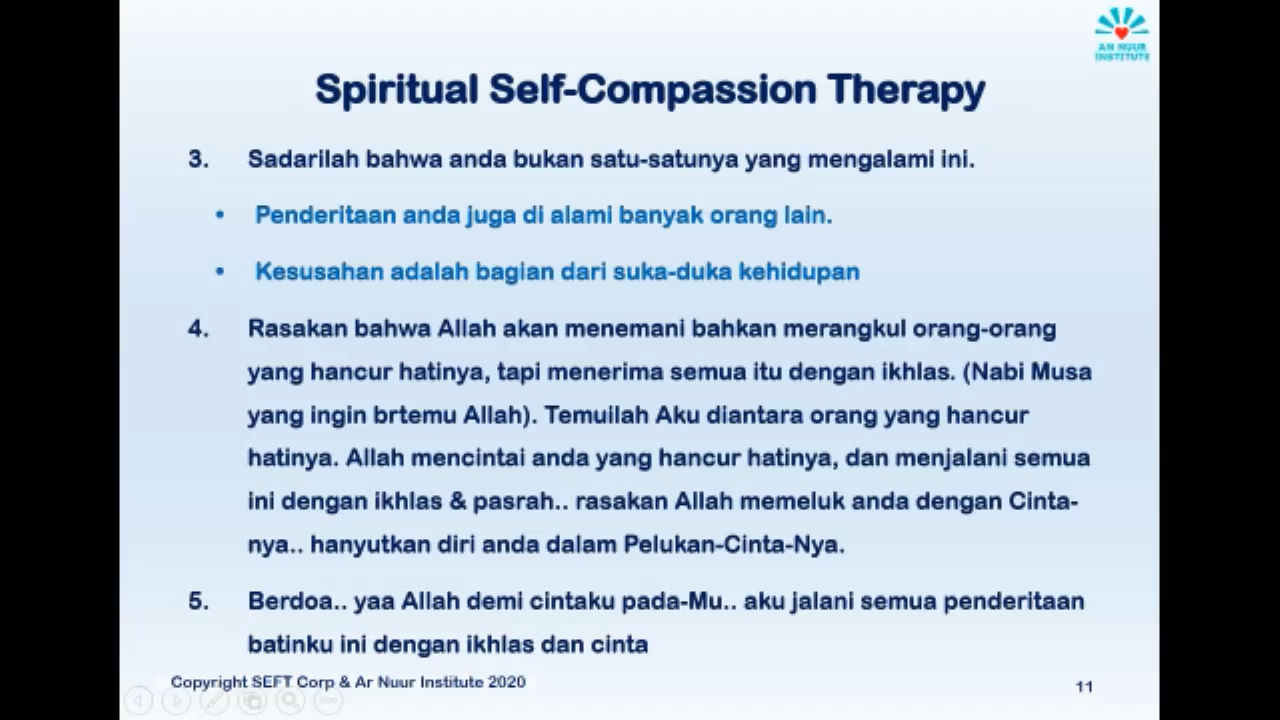 AN NUUR
INSTITUTE
Spiritual Self-Compassion Therapy
3. Sadarilah bahwa anda bukan satu-satunya yang mengalami ini.
• Penderitaan anda juga di alami banyak orang lain.
• Kesusahan adalah bagian dari suka-duka kehidupan
4. Rasakan bahwa Allah akan menemani bahkan merangkul orang-orang
yang hancur hatinya, tapi menerima semua itu dengan ikhlas. (Nabi Musa
yang ingin brtemu Allah). Temuilah Aku diantara orang yang hancur
hatinya. Allah mencintai anda yang hancur hatinya, dan menjalani semua
ini dengan ikhlas & pasrah.. rasakan Allah memeluk anda dengan Cinta-
nya.. hanyutkan diri anda dalam Pelukan-Cinta-Nya.
5. Berdoa.. yaa Allah demi cintaku pada-Mu.. aku jalani semua penderitaan
batinku ini dengan ikhlas dan cinta
Copyright SEFT Corp & Ar Nuur Institute 2020
11